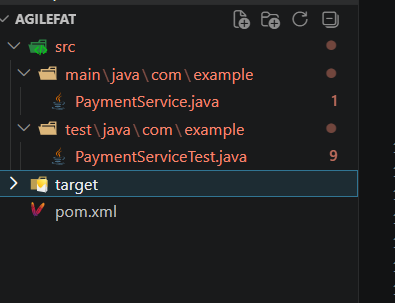 AGILEFAT
src
main\java\com\example
PaymentService.java 1
test\java\com\example
PaymentServiceTest.java 9
target
pom.xml